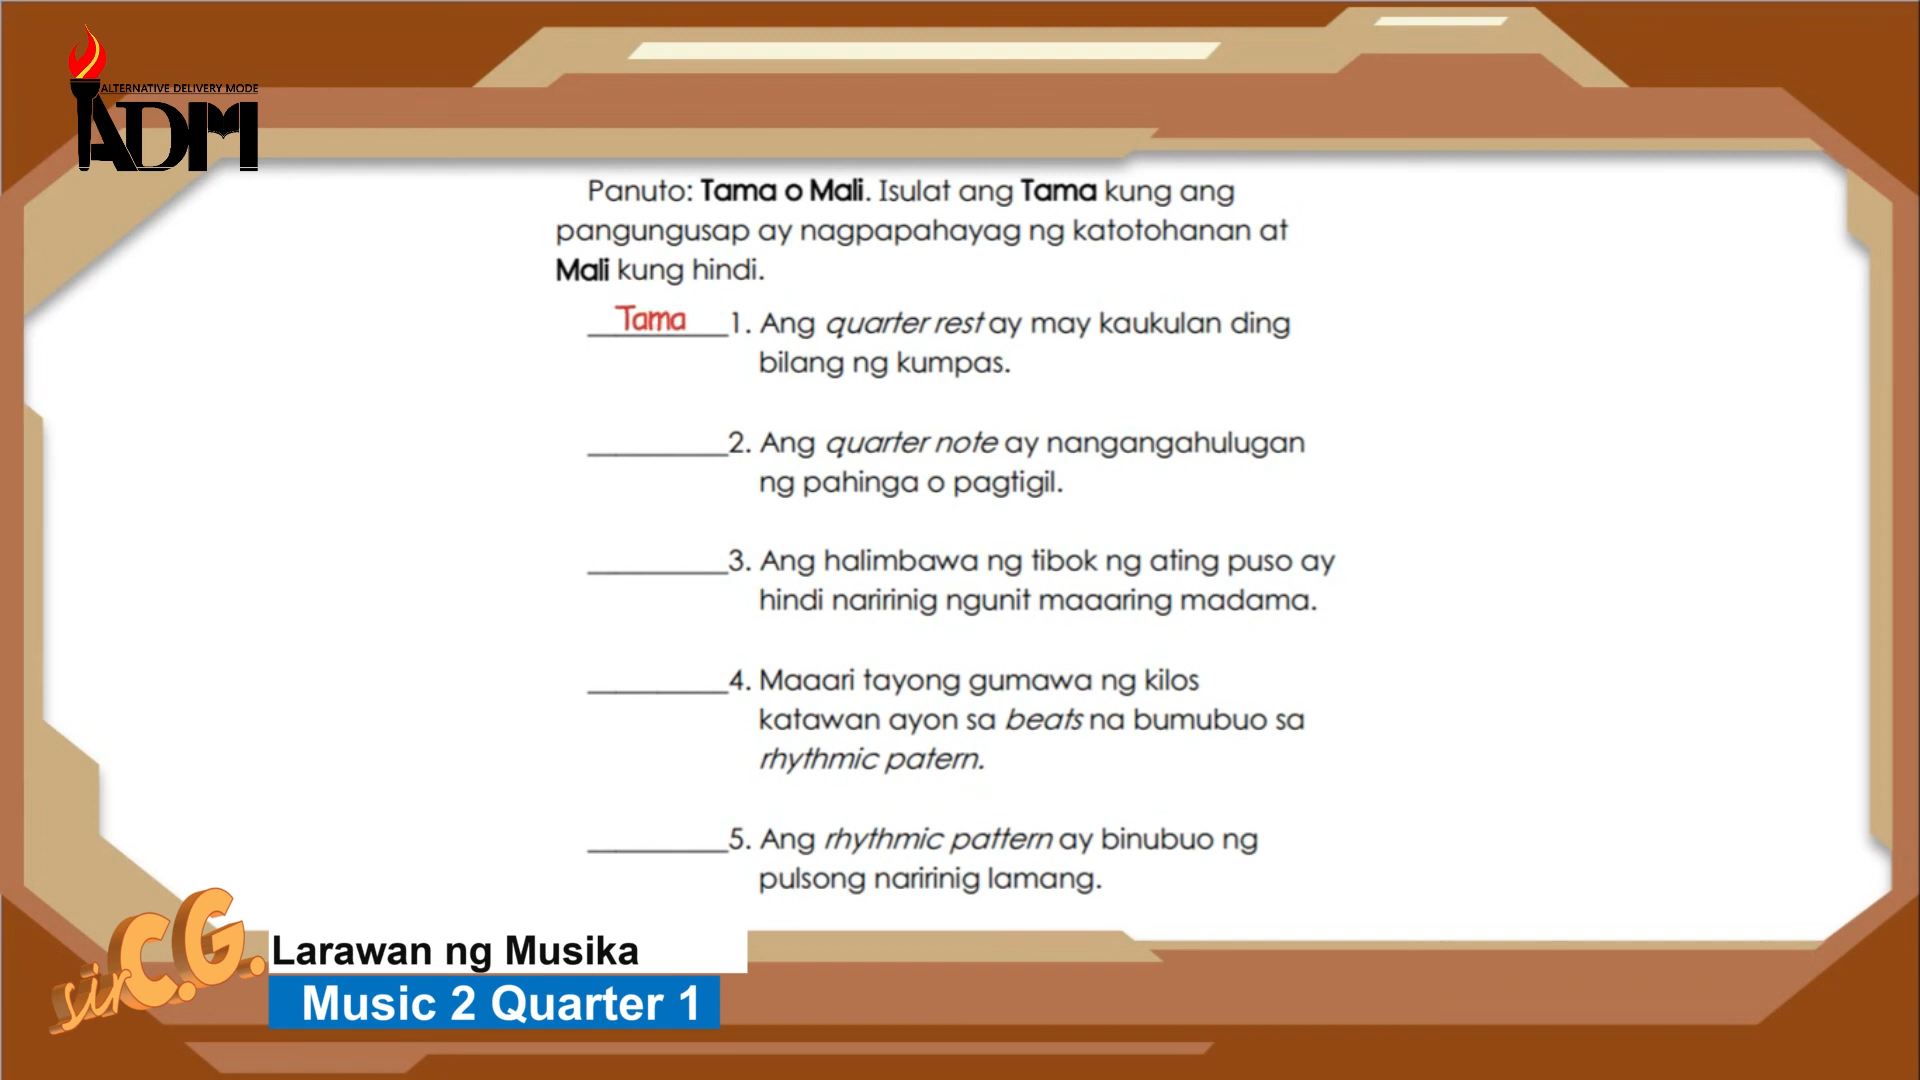 ALTERNATIVE DELIVERY MODE
ADM
Panuto: Tama o Mali. Isulat ang Tama kung ang
pangungusap ay nagpapahayag ng katotohanan at
Mali kung hindi.
Tama 1. Ang quarter rest ay may kaukulan ding
bilang ng kumpas.
__________2. Ang quarter note ay nangangahulugan
ng pahinga o pagtigil.
__________3. Ang halimbawa ng tibok ng ating puso ay
hindi naririnig ngunit maaaring madama.
__________4. Maaari tayong gumawa ng kilos
katawan ayon sa beats na bumubuo sa
rhythmic patern.
__________5. Ang rhythmic pattern ay binubuo ng
pulsong naririnig lamang.
sir C.G.
Larawan ng Musika
Music 2 Quarter 1